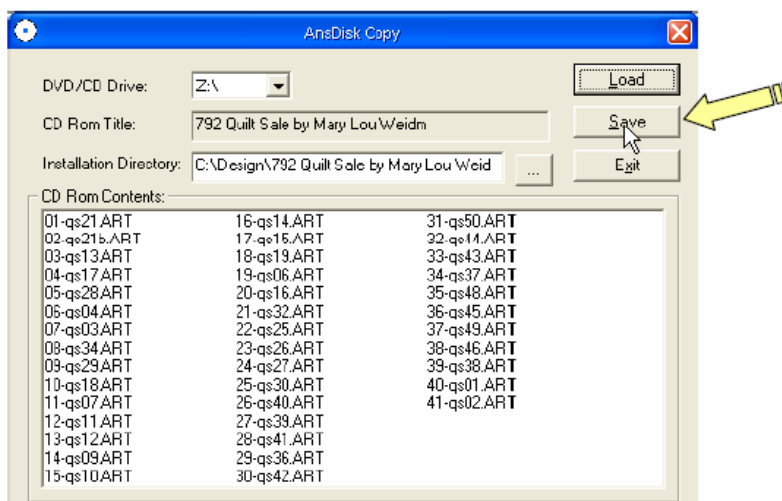 AnsDisk Copy
DVD/CD Drive: Z:\ Load
CD Rom Title: 792 Quilt Sale by Mary Lou Weidm Save
Installation Directory: C:\Design\792 Quilt Sale by Mary Lou Weid ... Exit
CD Rom Contents:
01-qs21.ART 16-qs14.ART 31-qs50.ART
02-qs21b.ART 17-qs15.ART 32-qs44.ART
03-qs13.ART 18-qs19.ART 33-qs43.ART
04-qs17.ART 19-qs06.ART 34-qs37.ART
05-qs28.ART 20-qs16.ART 35-qs48.ART
06-qs04.ART 21-qs32.ART 36-qs45.ART
07-qs03.ART 22-qs25.ART 37-qs49.ART
08-qs34.ART 23-qs26.ART 38-qs46.ART
09-qs29.ART 24-qs27.ART 39-qs38.ART
10-qs18.ART 25-qs30.ART 40-qs01.ART
11-qs07.ART 26-qs40.ART 41-qs02.ART
12-qs11.ART 27-qs39.ART
13-qs12.ART 28-qs41.ART
14-qs09.ART 29-qs36.ART
15-qs10.ART 30-qs42.ART